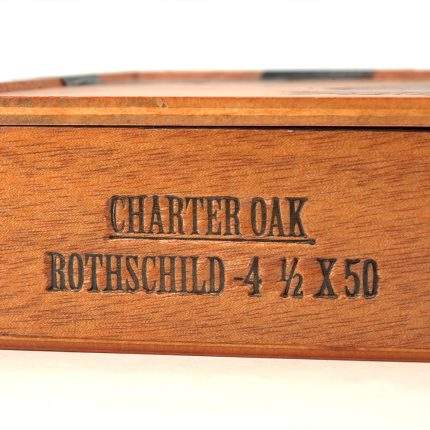 CHARTER OAK
ROTHSCHILD -4 ½ X 50